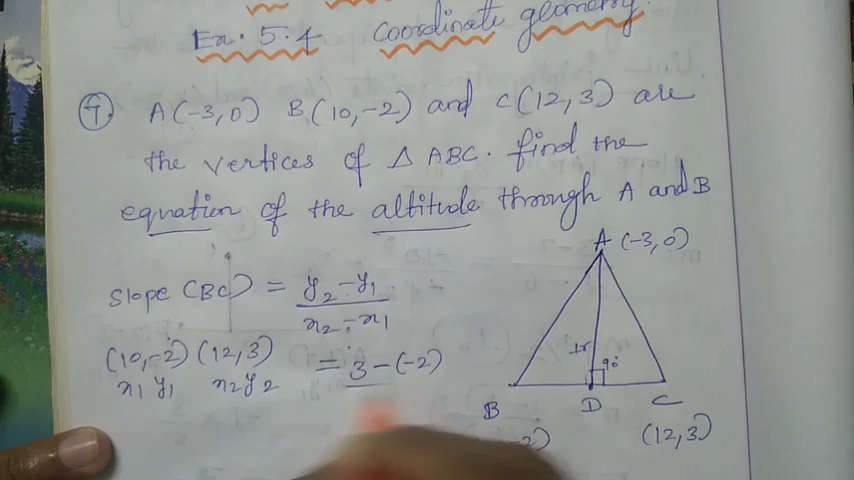 Ex. 5.4 Coordinate geometry.
9. A(-3,0) B(10,-2) and C(12,3) are
the vertices of △ ABC. find the
equation of the altitude through A and B
A (-3,0)
Slope (BC) = y₂-y₁ / x₂-x₁
(10,-2) (12,3) = 3-(-2)
x₁ y₁ x₂ y₂
⊥r 90°
B D C
-2) (12,3)